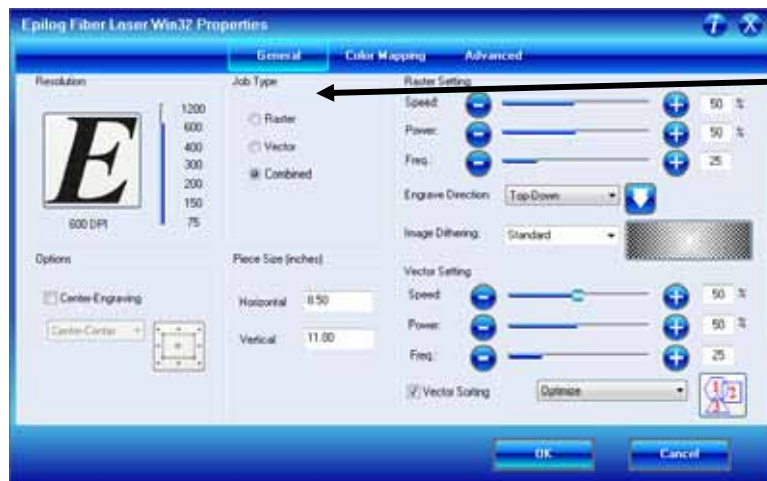 Epilog Fiber Laser Win32 Properties
General Color Mapping Advanced
Resolution
E
1200
600
400
300
200
150
75
600 DPI
Job Type
Raster
Vector
Combined
Raster Setting
Speed: 50 %
Power: 50 %
Freq.: 25
Engrave Direction: Top-Down
Image Dithering: Standard
Options
Center-Engraving
Center-Center
Piece Size (inches)
Horizontal 8.50
Vertical 11.00
Vector Setting
Speed 50 %
Power: 50 %
Freq.: 25
Vector Sorting Optimize
1 2 3
OK Cancel